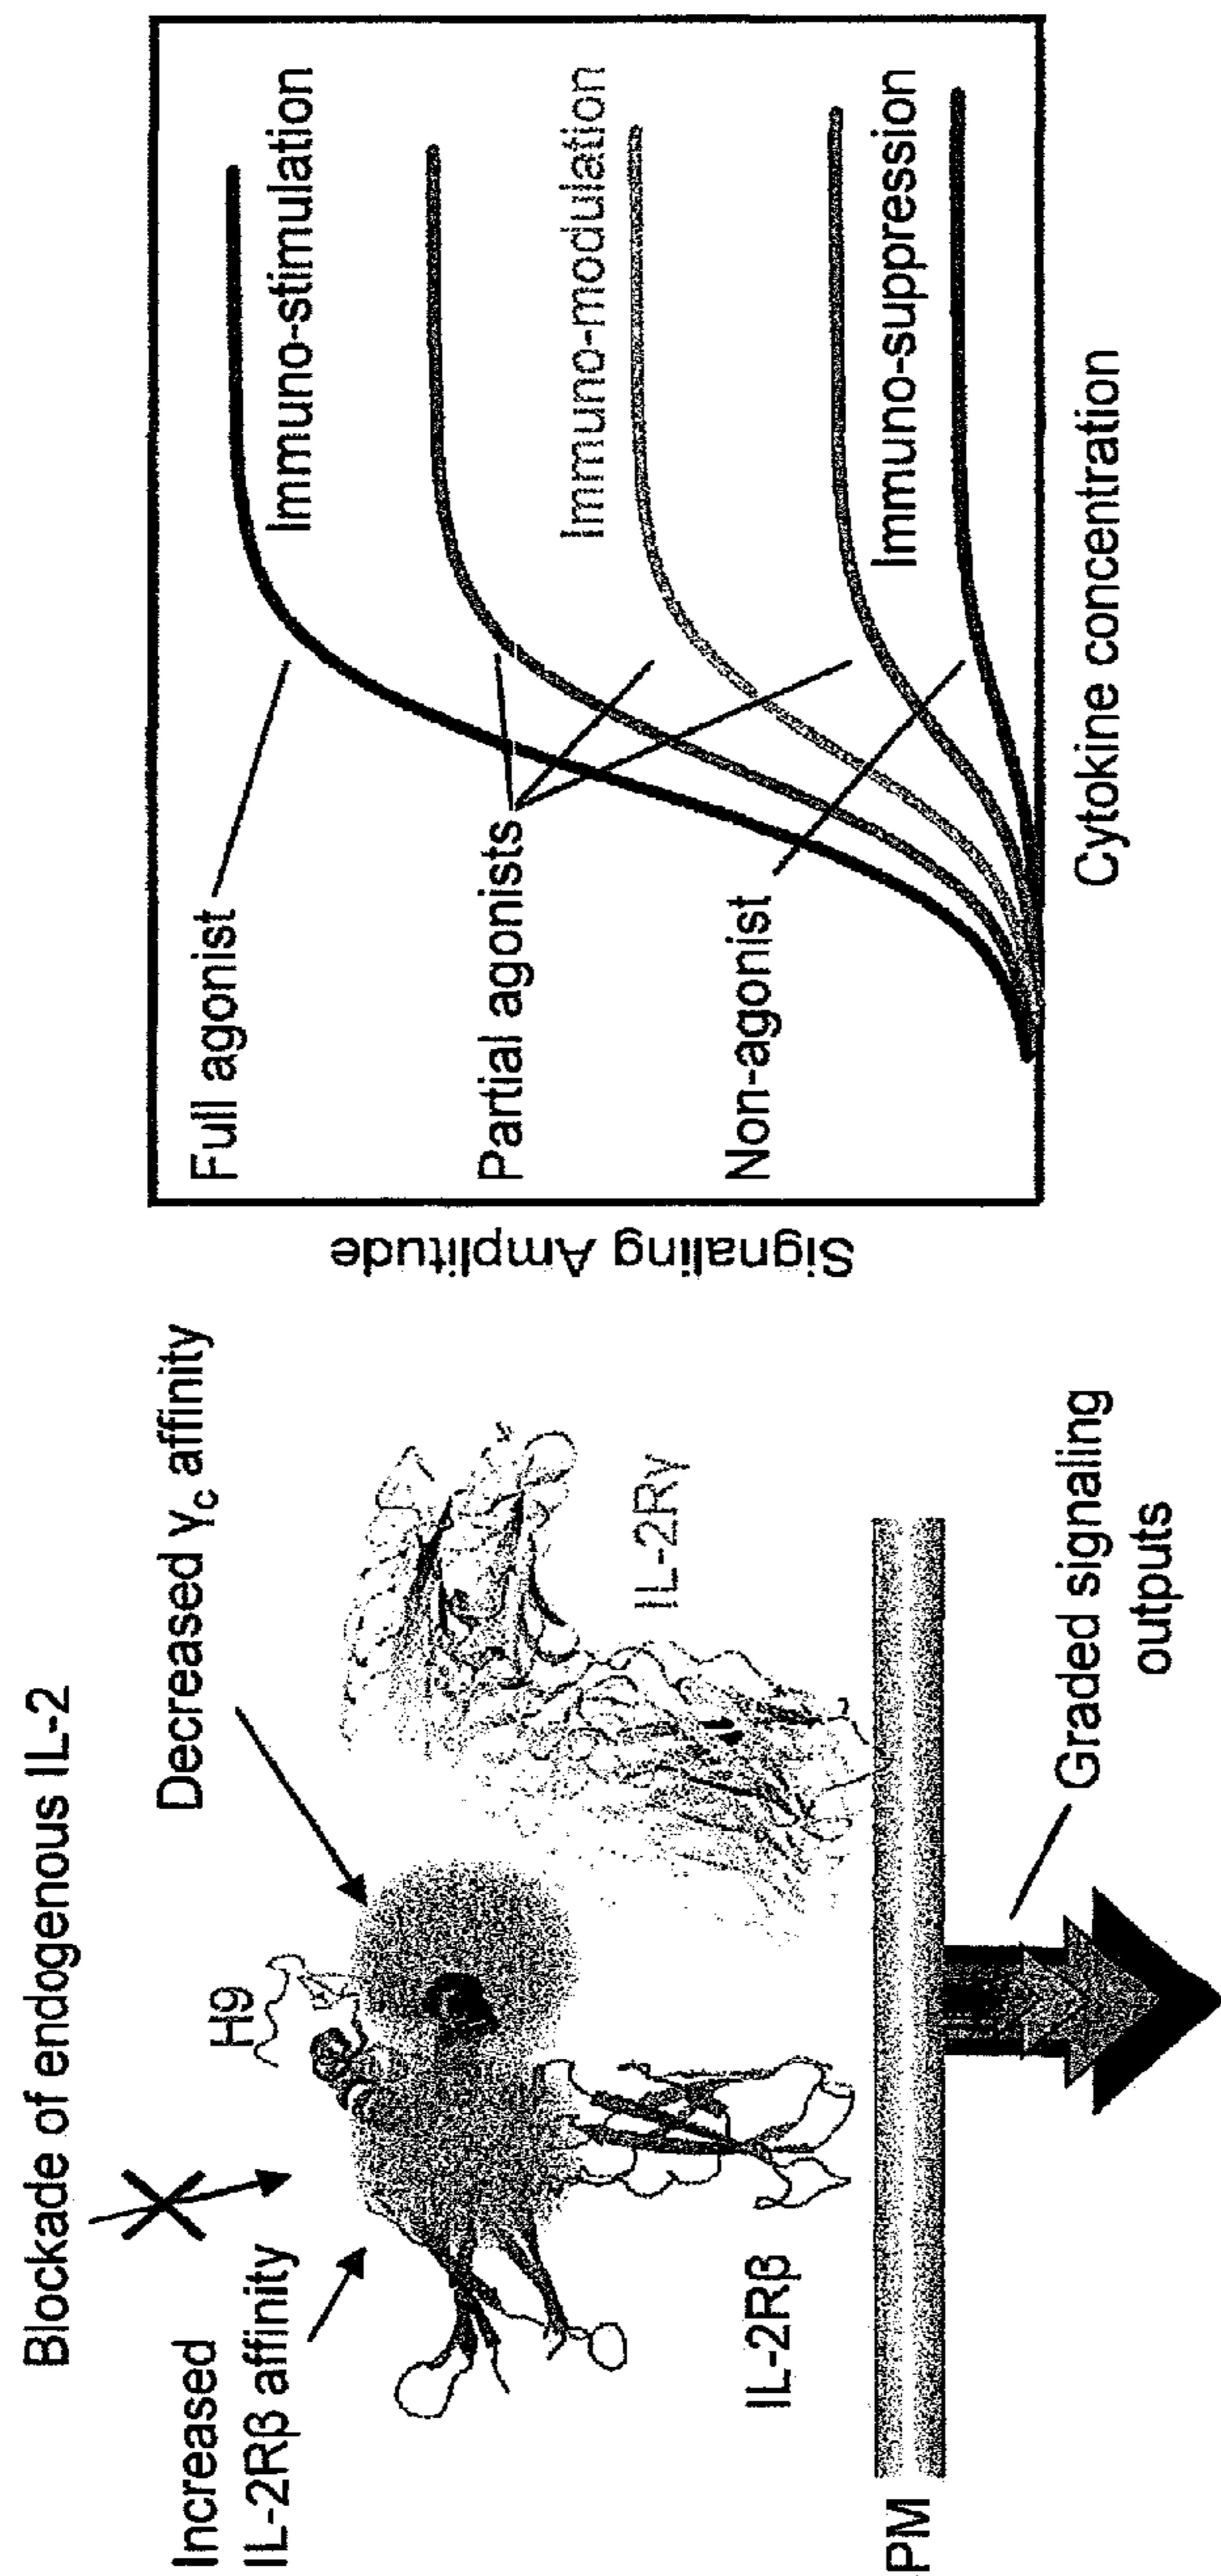 Blockade of endogenous IL-2
Increased
IL-2Rβ affinity
H9
Decreased γc affinity
IL-2Rβ
IL-2Rγ
PM
Graded signaling
outputs
Signaling Amplitude
Full agonist
Partial agonists
Non-agonist
Immuno-stimulation
Immuno-modulation
Immuno-suppression
Cytokine concentration